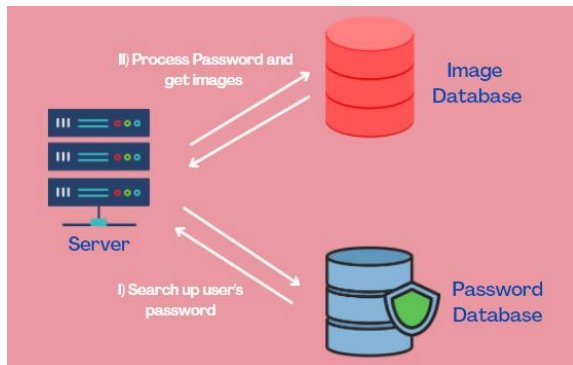 II) Process Password and
get images
Image
Database
Server
I) Search up user's
password
Password
Database